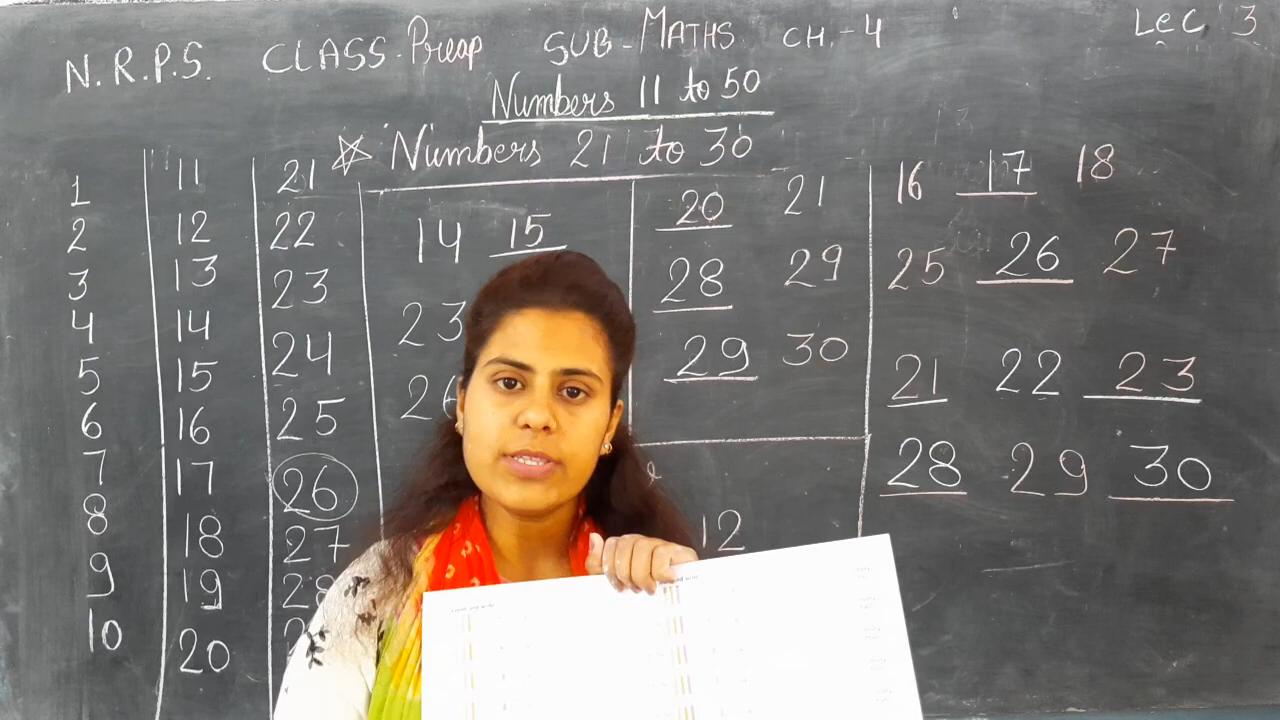 N.R.P.S. CLASS-Preap SUB-MATHS CH.-4 Lec 3
Numbers 11 to 50
Numbers 21 to 30
1 11 21
2 12 22
3 13 23
4 14 24
5 15 25
6 16 26
7 17 27
8 18
9 19
10 20
14 15
23
20 21
28 29
29 30
12
16 17 18
25 26 27
21 22 23
28 29 30